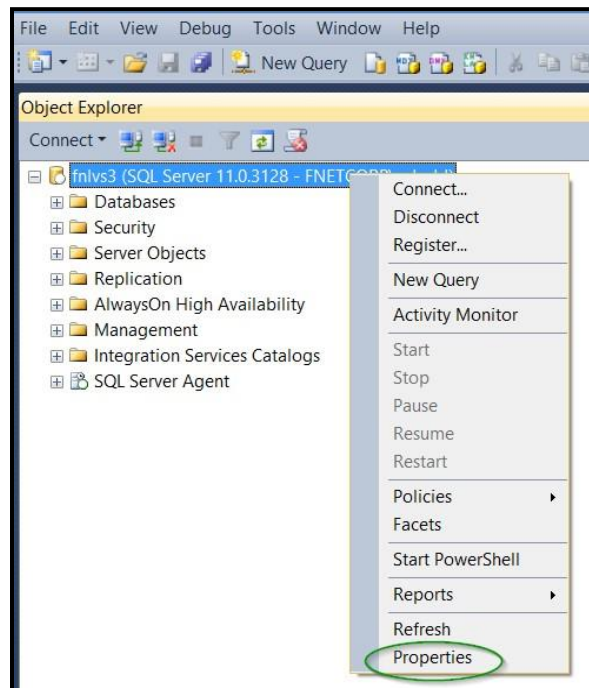 File Edit View Debug Tools Window Help
New Query
Object Explorer
Connect
fnlvs3 (SQL Server 11.0.3128 -
Databases
Security
Server Objects
Replication
AlwaysOn High Availability
Management
Integration Services Catalogs
SQL Server Agent
Connect...
Disconnect
Register...
New Query
Activity Monitor
Start
Stop
Pause
Resume
Restart
Policies
Facets
Start PowerShell
Reports
Refresh
Properties